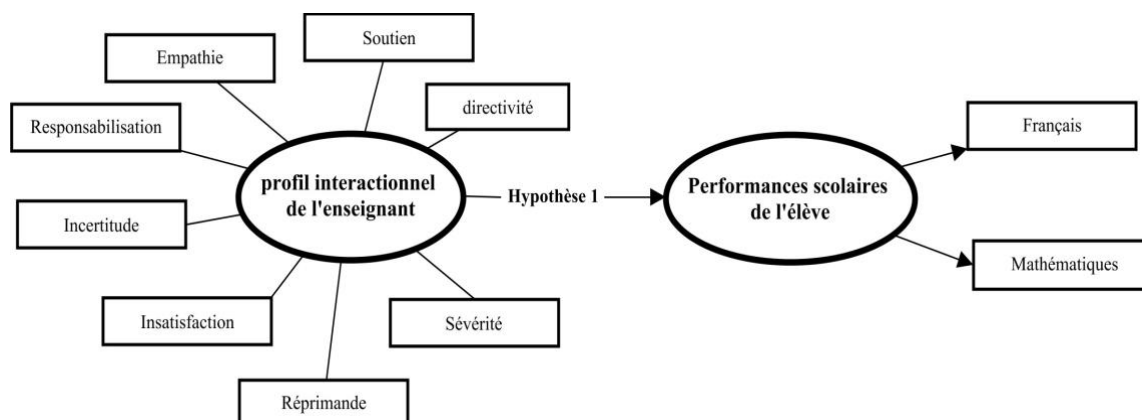 Soutien
Empathie
directivité
Responsabilisation
Français
profil interactionnel
de l'enseignant
Hypothèse 1
Performances scolaires
de l'élève
Incertitude
Mathématiques
Insatisfaction
Sévérité
Réprimande